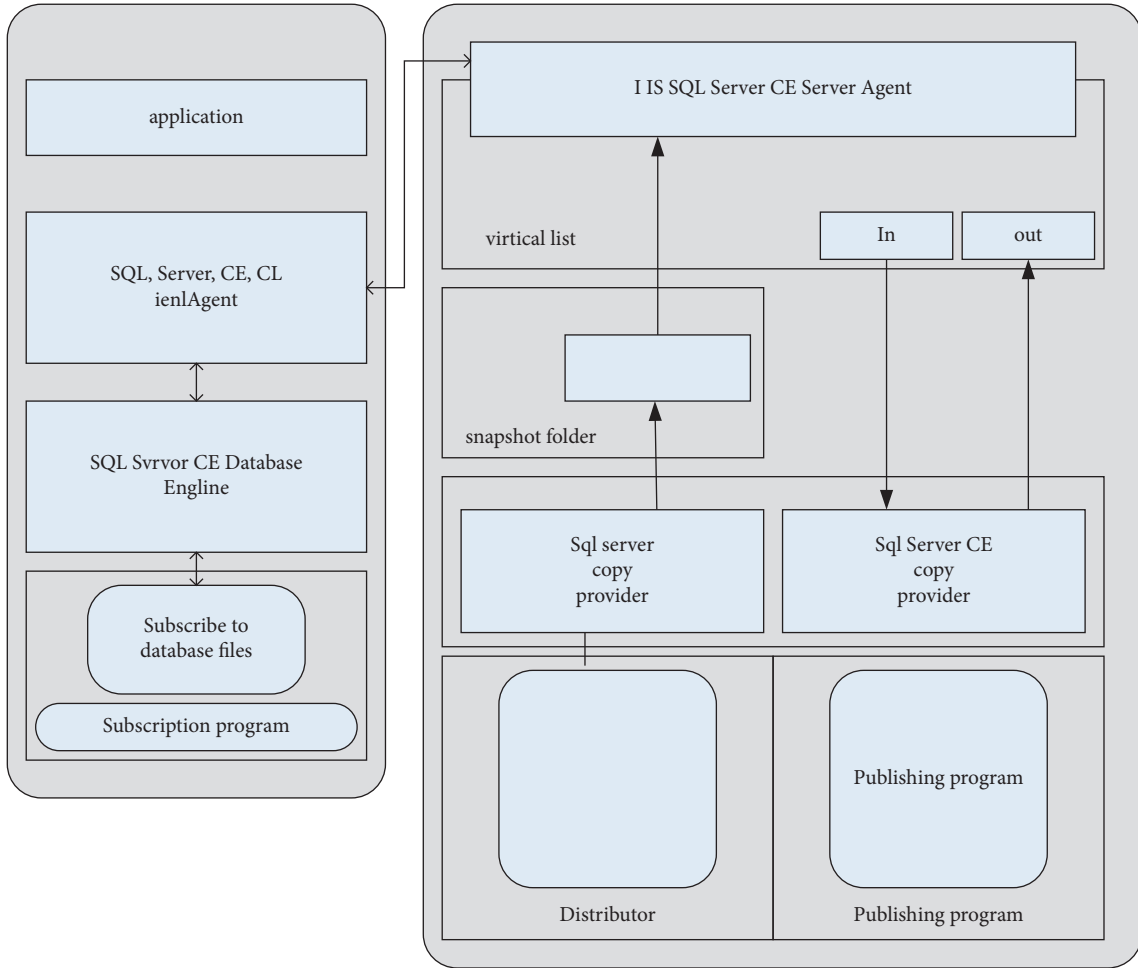 application
SQL, Server, CE, CL
ienlAgent
SQL Svrvor CE Database
Engline
Subscribe to
database files
Subscription program
I IS SQL Server CE Server Agent
virtical list
In
out
snapshot folder
Sql server
copy
provider
Sql Server CE
copy
provider
Publishing program
Distributor
Publishing program